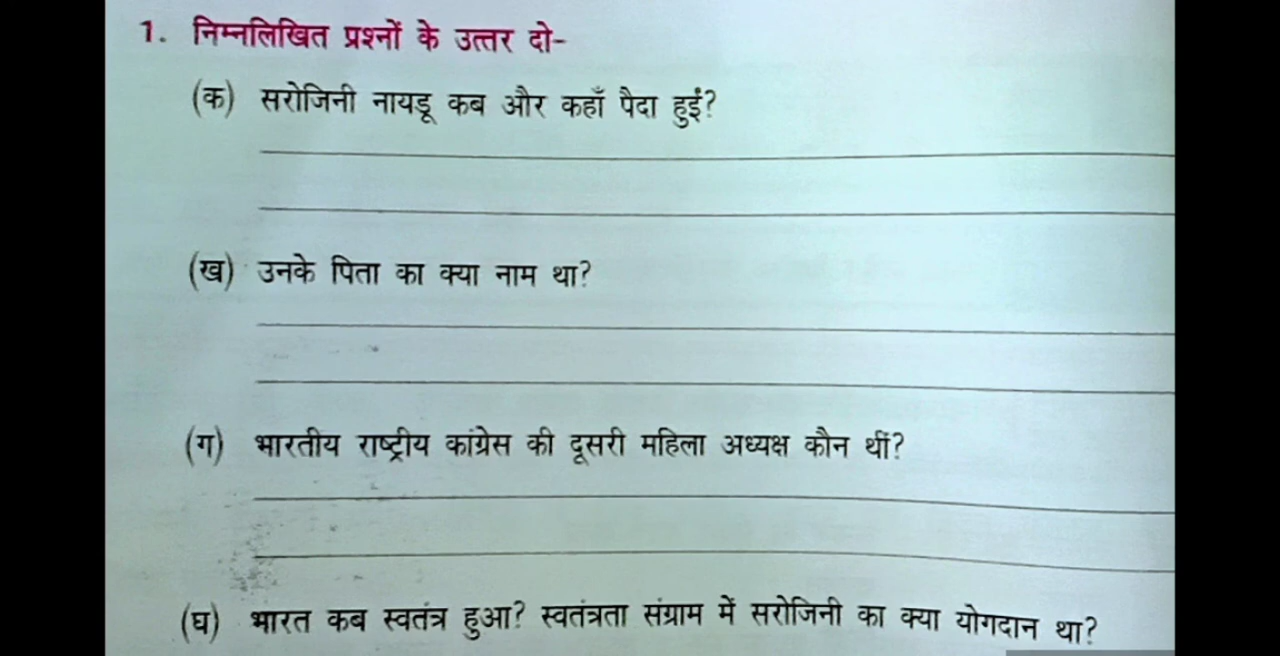 1. निम्नलिखित प्रश्नों के उत्तर दो-
(क) सरोजिनी नायडू कब और कहाँ पैदा हुईं?
(ख) उनके पिता का क्या नाम था?
(ग) भारतीय राष्ट्रीय कांग्रेस की दूसरी महिला अध्यक्ष कौन थीं?
(घ) भारत कब स्वतंत्र हुआ? स्वतंत्रता संग्राम में सरोजिनी का क्या योगदान था?